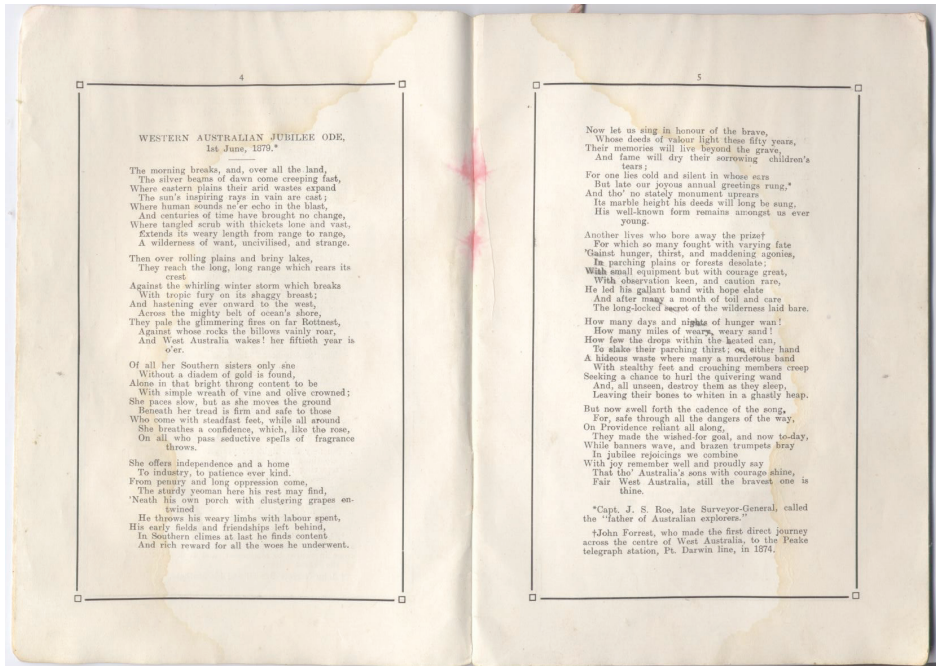 4
WESTERN AUSTRALIAN JUBILEE ODE,
1st June, 1879.*
The morning breaks, and, over all the land,
The silver beams of dawn come creeping fast,
Where eastern plains their arid wastes expand
The sun's inspiring rays in vain are cast;
Where human sounds ne'er echo in the blast,
And centuries of time have brought no change,
Where tangled scrub with thickets lone and vast,
Extends its weary length from range to range,
A wilderness of want, uncivilised, and strange.
Then over rolling plains and briny lakes,
They reach the long, long range which rears its
crest
Against the whirling winter storm which breaks
With tropic fury on its shaggy breast;
And hastening ever onward to the west,
Across the mighty belt of ocean's shore,
They pale the glimmering fires on far Rottnest,
Against whose rocks the billows vainly roar,
And West Australia wakes! her fiftieth year is
o'er.
Of all her Southern sisters only she
Without a diadem of gold is found,
Alone in that bright throng content to be
With simple wreath of vine and olive crowned;
She paces slow, but as she moves the ground
Beneath her tread is firm and safe to those
Who come with steadfast feet, while all around
She breathes a confidence, which, like the rose,
On all who pass seductive spells of fragrance
throws.
She offers independence and a home
To industry, to patience ever kind.
From penury and long oppression come,
The sturdy yeoman here his rest may find,
'Neath his own porch with clustering grapes en-
twined
He throws his weary limbs with labour spent,
His early fields and friendships left behind,
In Southern climes at last he finds content
And rich reward for all the woes he underwent.
5
Now let us sing in honour of the brave,
Whose deeds of valour light these fifty years,
Their memories will live beyond the grave,
And fame will dry their sorrowing children's
tears;
For one lies cold and silent in whose ears
But late our joyous annual greetings rung,*
And tho' no stately monument uprears
Its marble height his deeds will long be sung,
His well-known form remains amongst us ever
young.
Another lives who bore away the prize†
For which so many fought with varying fate
'Gainst hunger, thirst, and maddening agonies,
In parching plains or forests desolate;
With small equipment but with courage great,
With observation keen, and caution rare,
He led his gallant band with hope elate
And after many a month of toil and care
The long-locked secret of the wilderness laid bare.
How many days and nights of hunger wan!
How many miles of weary, weary sand!
How few the drops within the heated can,
To slake their parching thirst; on either hand
A hideous waste where many a murderous band
With stealthy feet and crouching members creep
Seeking a chance to hurl the quivering wand
And, all unseen, destroy them as they sleep,
Leaving their bones to whiten in a ghastly heap.
But now swell forth the cadence of the song,
For, safe through all the dangers of the way,
On Providence reliant all along,
They made the wished-for goal, and now to-day,
While banners wave, and brazen trumpets bray
In jubilee rejoicings we combine
With joy remember well and proudly say
That tho' Australia's sons with courage shine,
Fair West Australia, still the bravest one is
thine.
*Capt. J. S. Roe, late Surveyor-General, called
the "father of Australian explorers."
†John Forrest, who made the first direct journey
across the centre of West Australia, to the Peake
telegraph station, Pt. Darwin line, in 1874.